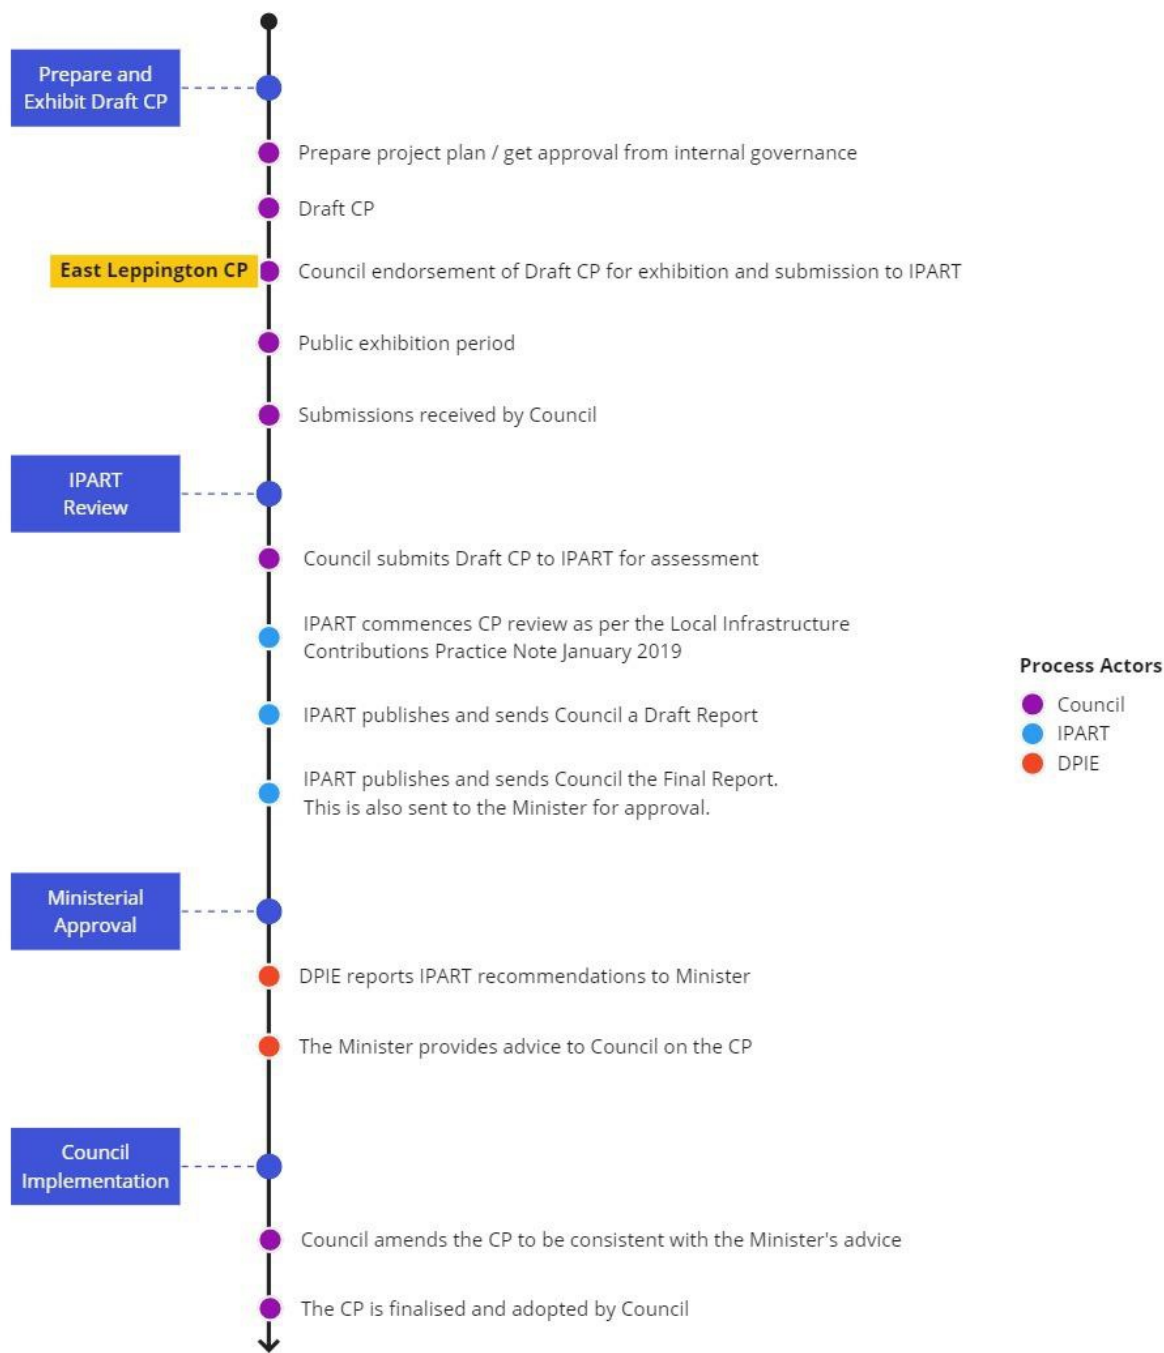 Prepare and
Exhibit Draft CP
Prepare project plan / get approval from internal governance
Draft CP
East Leppington CP
Council endorsement of Draft CP for exhibition and submission to IPART
Public exhibition period
Submissions received by Council
IPART
Review
Council submits Draft CP to IPART for assessment
IPART commences CP review as per the Local Infrastructure
Contributions Practice Note January 2019
IPART publishes and sends Council a Draft Report
IPART publishes and sends Council the Final Report.
This is also sent to the Minister for approval.
Process Actors
Council
IPART
DPIE
Ministerial
Approval
DPIE reports IPART recommendations to Minister
The Minister provides advice to Council on the CP
Council
Implementation
Council amends the CP to be consistent with the Minister's advice
The CP is finalised and adopted by Council